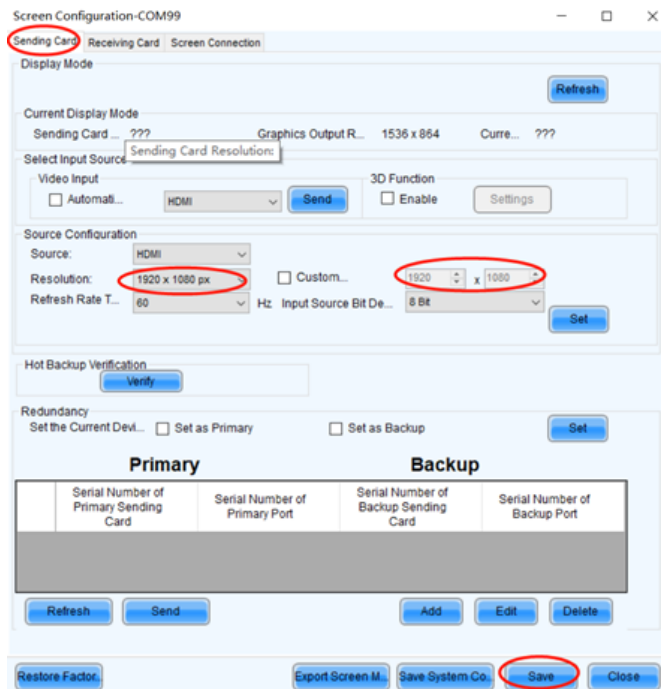 Screen Configuration-COM99
Sending Card Receiving Card Screen Connection
Display Mode
Refresh
Current Display Mode
Sending Card ... ??? Graphics Output R... 1536 x 864 Curre... ???
Sending Card Resolution:
Select Input Source
Video Input 3D Function
Automati... HDMI Send Enable Settings
Source Configuration
Source: HDMI
Resolution: 1920 x 1080 px Custom... 1920 x 1080
Refresh Rate T... 60 Hz Input Source Bit De... 8 Bit
Set
Hot Backup Verification
Verify
Redundancy
Set the Current Devi... Set as Primary Set as Backup Set
Primary Backup
Serial Number of Primary Sending Card Serial Number of Primary Port Serial Number of Backup Sending Card Serial Number of Backup Port
Refresh Send Add Edit Delete
Restore Factor.. Export Screen M.. Save System Co.. Save Close